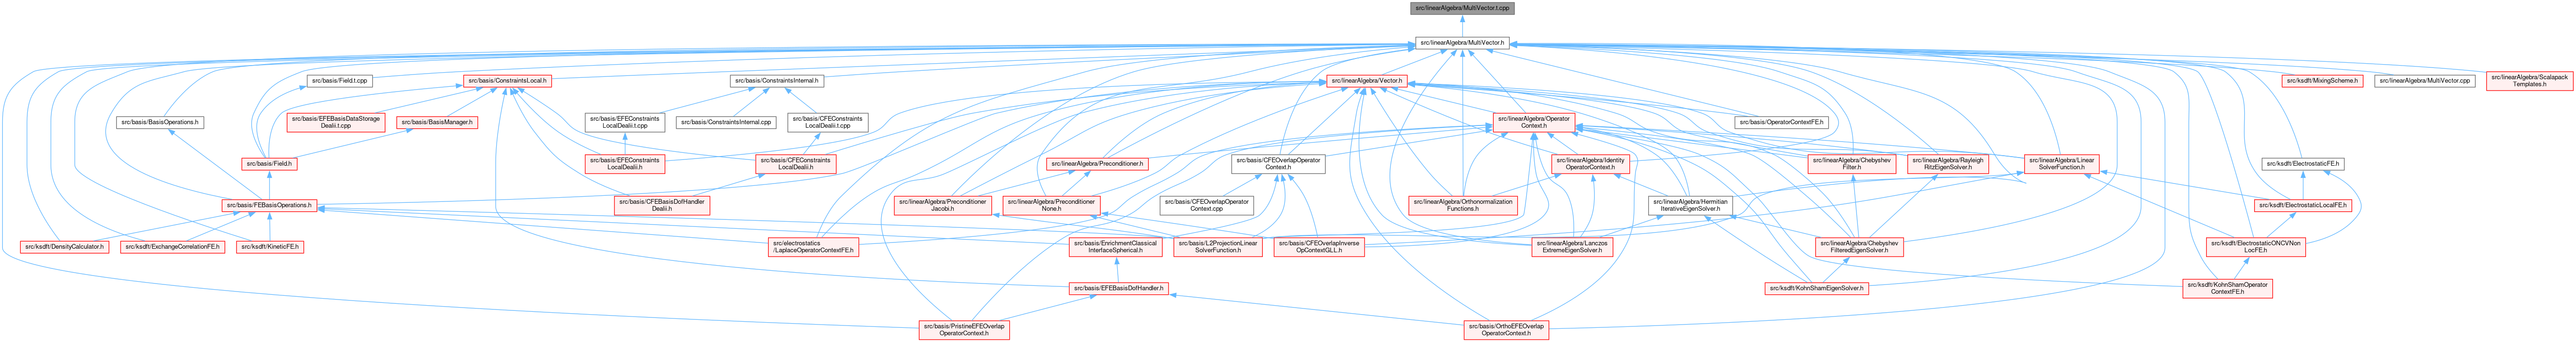 src/linearAlgebra/MultiVector.t.cpp
src/linearAlgebra/MultiVector.h
src/basis/Field.t.cpp
src/basis/ConstraintsLocal.h
src/basis/ConstraintsInternal.h
src/linearAlgebra/Vector.h
src/ksdft/MixingScheme.h
src/linearAlgebra/MultiVector.cpp
src/linearAlgebra/Scalapack
Templates.h
src/basis/BasisOperations.h
src/basis/EFEBasisDataStorage
Dealii.t.cpp
src/basis/BasisManager.h
src/basis/EFEConstraints
LocalDealii.t.cpp
src/basis/ConstraintsInternal.cpp
src/basis/CFEConstraints
LocalDealii.t.cpp
src/linearAlgebra/Operator
Context.h
src/basis/OperatorContextFE.h
src/basis/Field.h
src/basis/EFEConstraints
LocalDealii.h
src/basis/CFEConstraints
LocalDealii.h
src/linearAlgebra/Preconditioner.h
src/basis/CFEOverlapOperator
Context.h
src/linearAlgebra/Identity
OperatorContext.h
src/linearAlgebra/Chebyshev
Filter.h
src/linearAlgebra/Rayleigh
RitzEigenSolver.h
src/linearAlgebra/Linear
SolverFunction.h
src/ksdft/ElectrostaticFE.h
src/basis/FEBasisOperations.h
src/basis/CFEBasisDofHandler
Dealii.h
src/linearAlgebra/Preconditioner
Jacobi.h
src/linearAlgebra/Preconditioner
None.h
src/basis/CFEOverlapOperator
Context.cpp
src/linearAlgebra/Orthonormalization
Functions.h
src/linearAlgebra/Hermitian
IterativeEigenSolver.h
src/ksdft/ElectrostaticLocalFE.h
src/ksdft/DensityCalculator.h
src/ksdft/ExchangeCorrelationFE.h
src/ksdft/KineticFE.h
src/electrostatics
/LaplaceOperatorContextFE.h
src/basis/EnrichmentClassical
InterfaceSpherical.h
src/basis/L2ProjectionLinear
SolverFunction.h
src/basis/CFEOverlapInverse
OpContextGLL.h
src/linearAlgebra/Lanczos
ExtremeEigenSolver.h
src/linearAlgebra/Chebyshev
FilteredEigenSolver.h
src/ksdft/ElectrostaticONCVNon
LocFE.h
src/basis/EFEBasisDofHandler.h
src/ksdft/KohnShamEigenSolver.h
src/ksdft/KohnShamOperator
ContextFE.h
src/basis/PristineEFEOverlap
OperatorContext.h
src/basis/OrthoEFEOverlap
OperatorContext.h